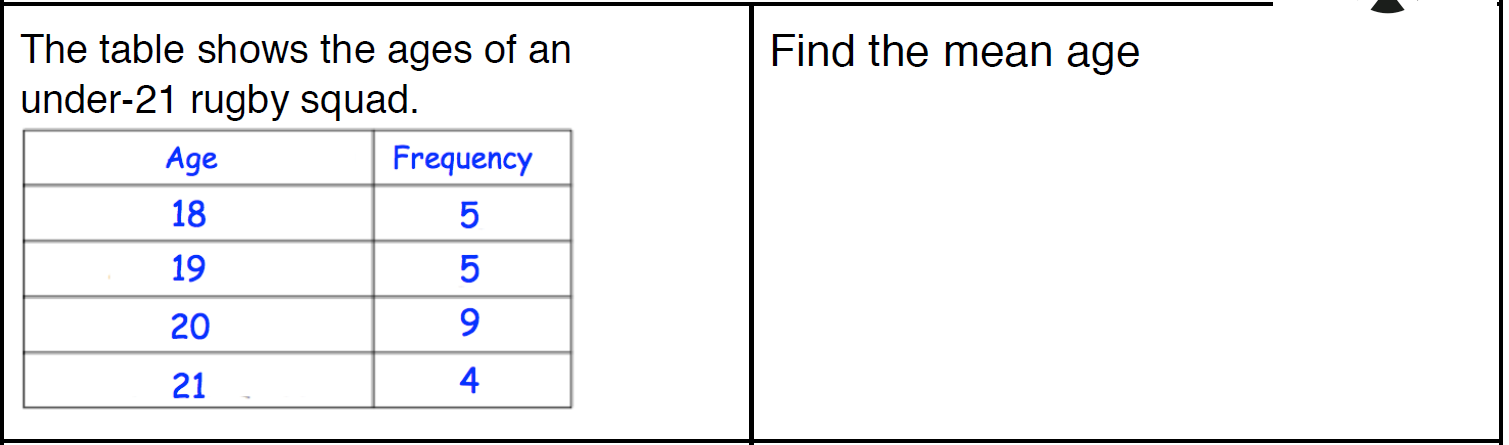 The table shows the ages of an
under-21 rugby squad.
Age Frequency
18 5
19 5
20 9
21 4
Find the mean age